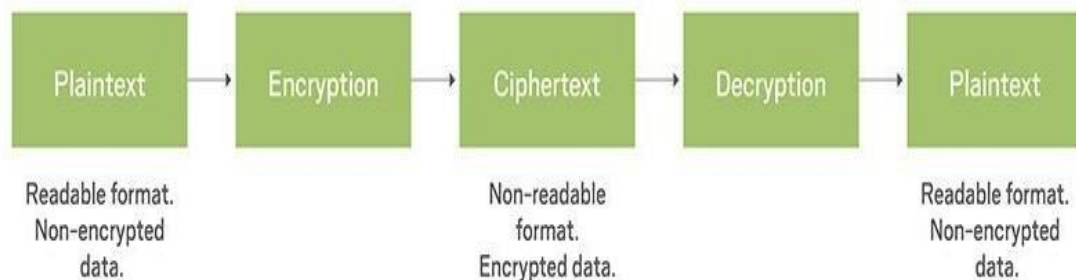 Plaintext
Encryption
Ciphertext
Decryption
Plaintext
Readable format.
Non-encrypted
data.
Non-readable
format.
Encrypted data.
Readable format.
Non-encrypted
data.